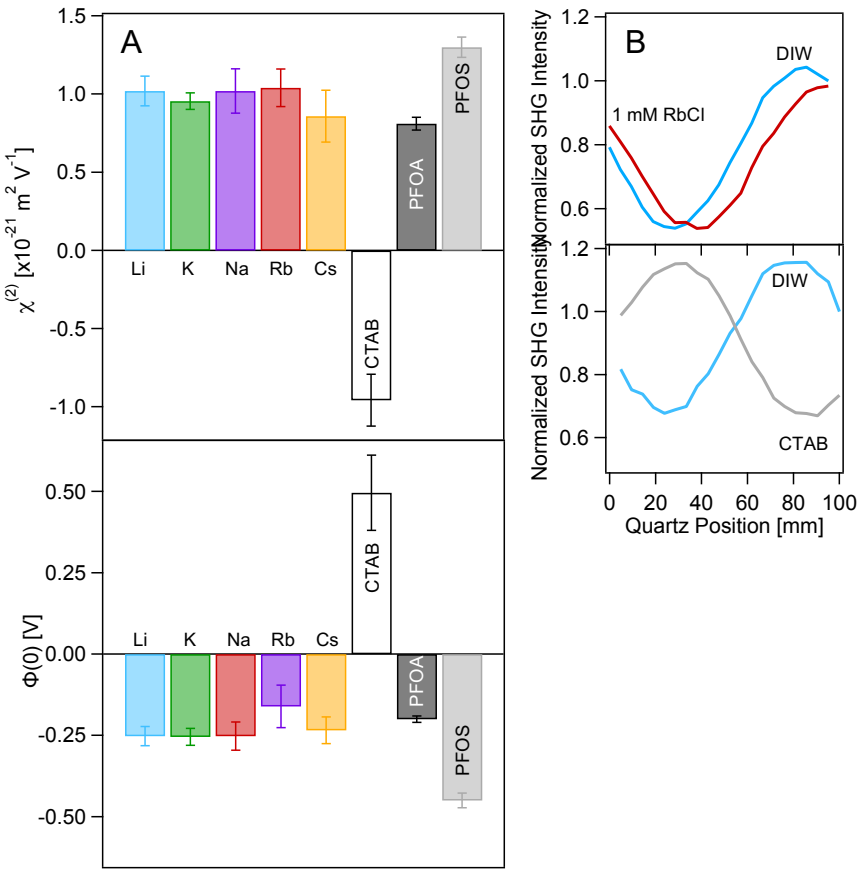 A
1.5
1.0
0.5
0.0
-0.5
-1.0
χ(2) [x10-21 m2 V-1]
Li K Na Rb Cs
CTAB
PFOA
PFOS
0.50
0.25
0.00
-0.25
-0.50
Φ(0) [V]
Li K Na Rb Cs
CTAB
PFOA
PFOS
B
1.2
1.0
0.8
0.6
Normalized SHG Intensity
DIW
1 mM RbCl
1.2
1.0
0.8
0.6
Normalized SHG Intensity
DIW
CTAB
0 20 40 60 80 100
Quartz Position [mm]